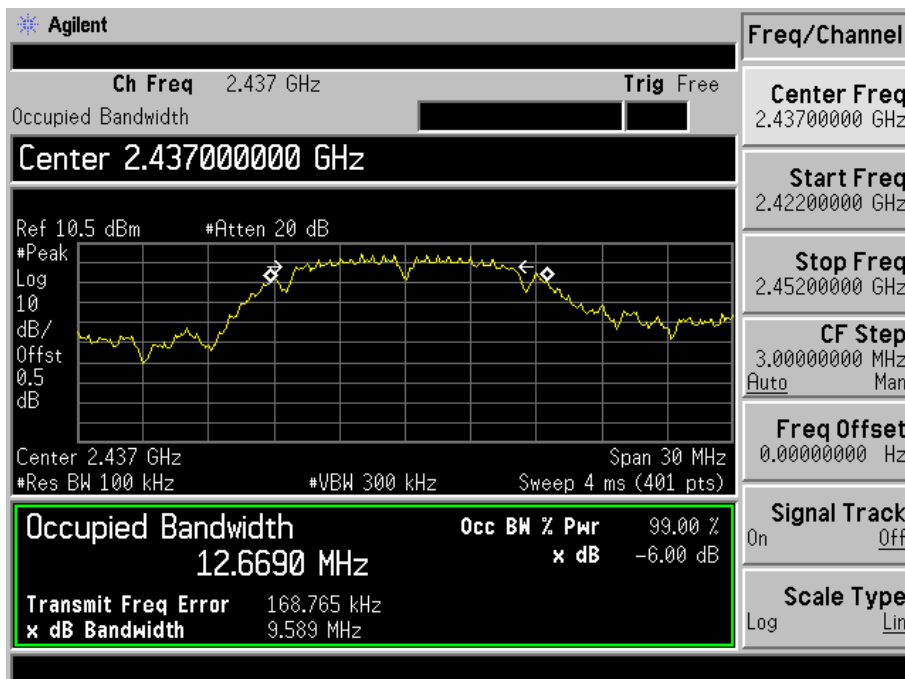 Agilent
Ch Freq 2.437 GHz Trig Free
Occupied Bandwidth
Center 2.437000000 GHz
Ref 10.5 dBm #Atten 20 dB
#Peak
Log
10
dB/
Offst
0.5
dB
Center 2.437 GHz Span 30 MHz
#Res BW 100 kHz #VBW 300 kHz Sweep 4 ms (401 pts)
Occupied Bandwidth
12.6690 MHz
Occ BW % Pwr 99.00 %
x dB -6.00 dB
Transmit Freq Error 168.765 kHz
x dB Bandwidth 9.589 MHz
Freq/Channel
Center Freq
2.43700000 GHz
Start Freq
2.42200000 GHz
Stop Freq
2.45200000 GHz
CF Step
3.00000000 MHz
Auto Man
Freq Offset
0.00000000 Hz
Signal Track
On Off
Scale Type
Log Lin